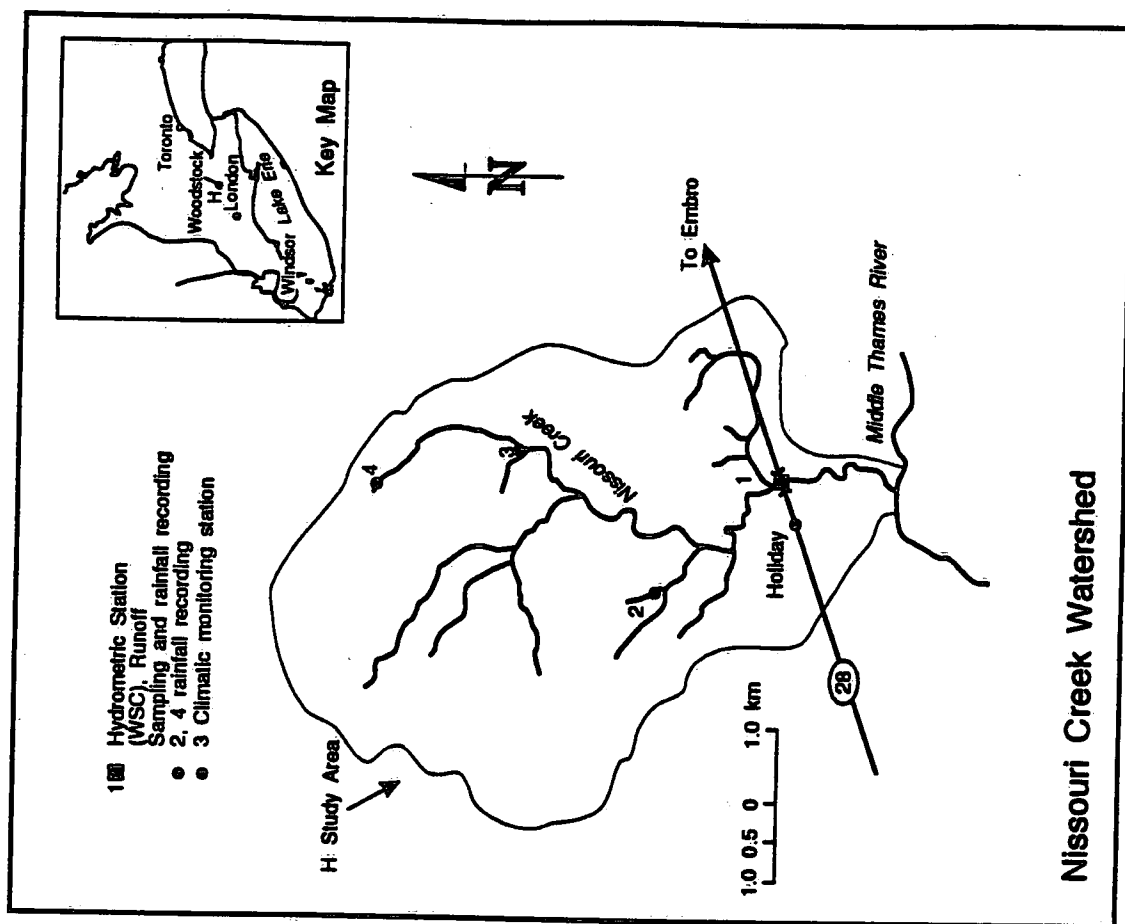 1 Hydrometric Station
(WSC), Runoff
Sampling and rainfall recording
2, 4 rainfall recording
3 Climatic monitoring station
Toronto
Woodstock
H
London
Windsor
Lake Erie
Key Map
H: Study Area
N
4
3
Nissouri Creek
2
1
To Embro
Holiday
28
Middle Thames River
1.0 0.5 0 1.0 km
Nissouri Creek Watershed